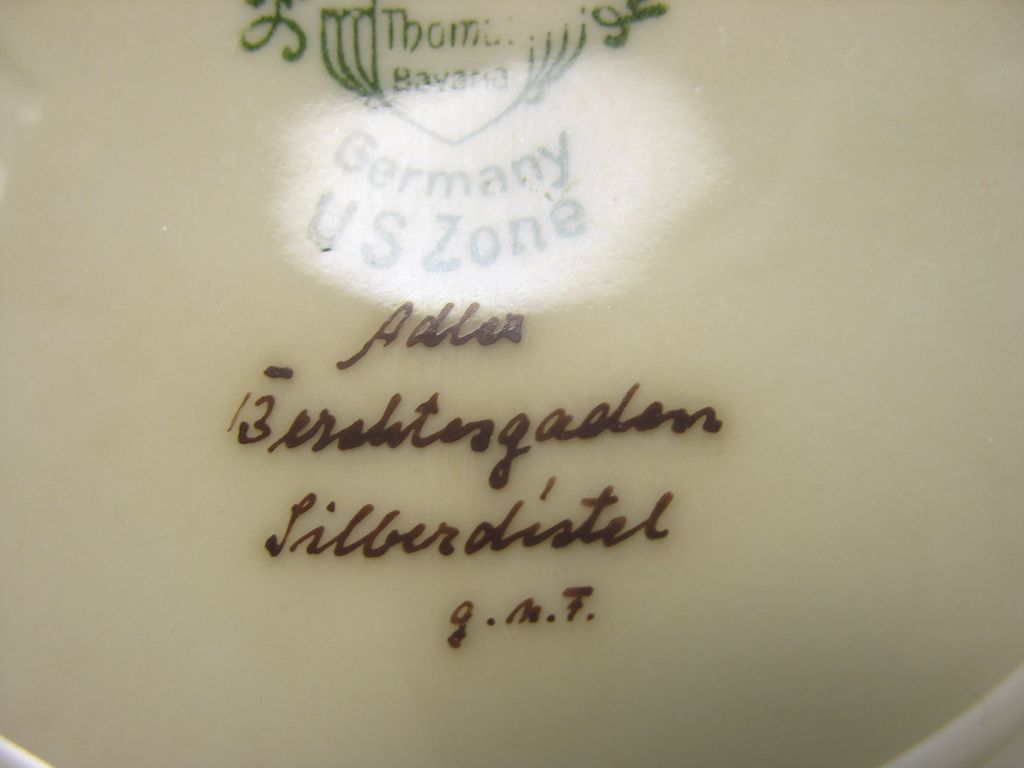 Thomas
Bavaria
Germany
US Zone
Adler
Berchtesgaden
Silberdistel
g. n. F.